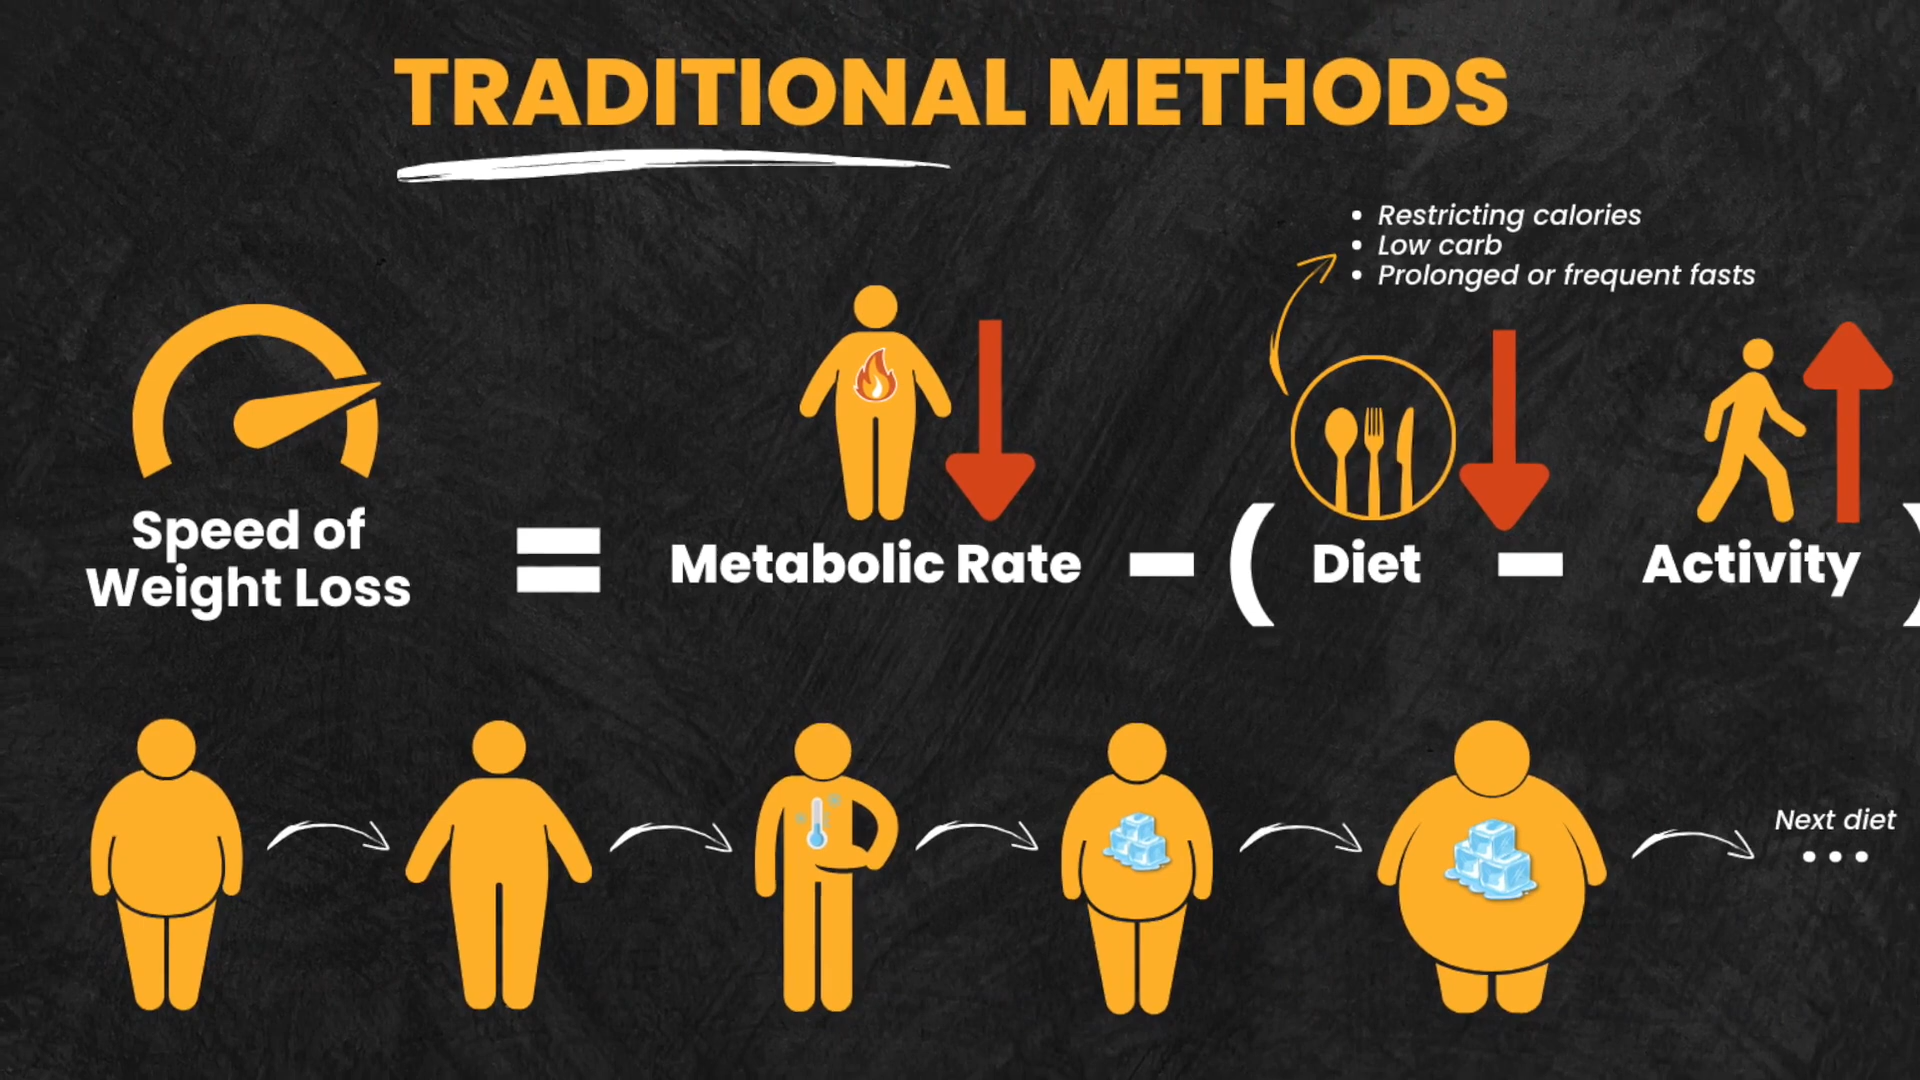 TRADITIONAL METHODS
• Restricting calories
• Low carb
• Prolonged or frequent fasts
Speed of
Weight Loss
=
Metabolic Rate - ( Diet - Activity )
Next diet
...